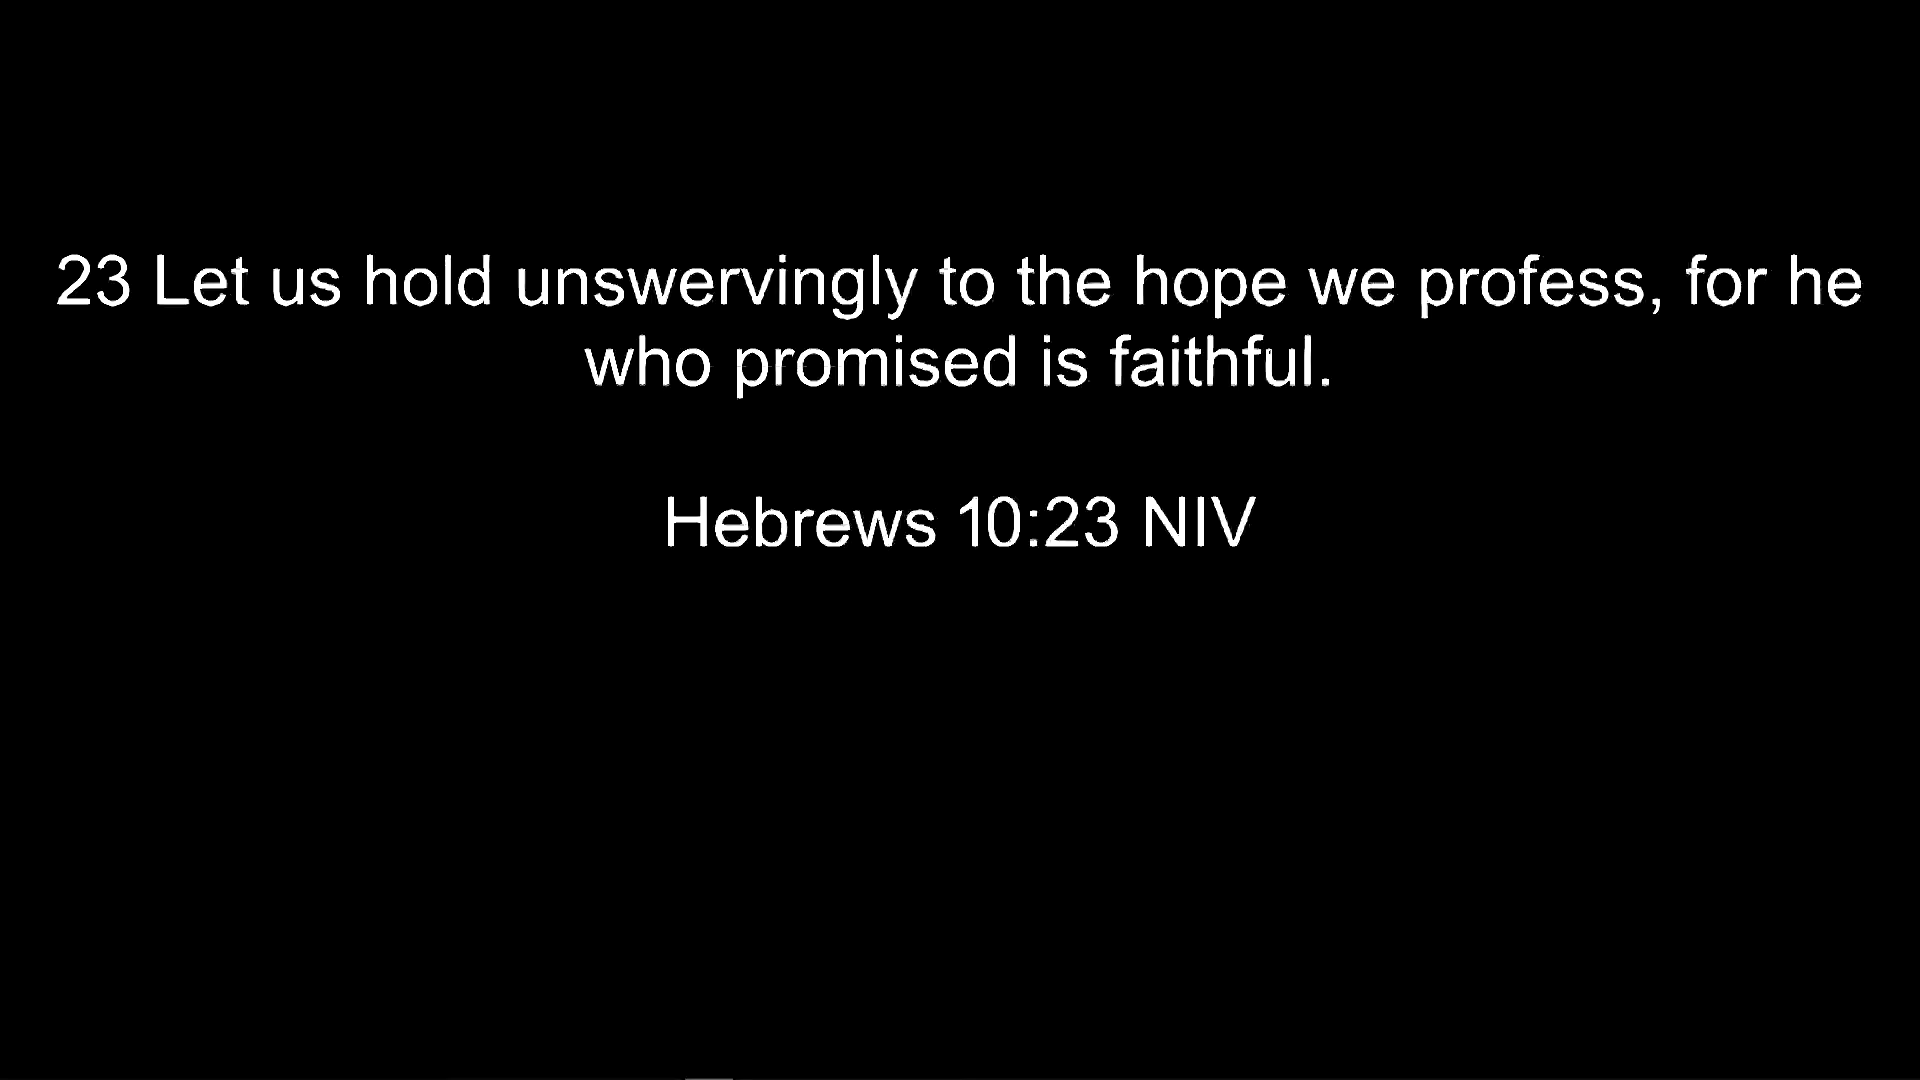 23 Let us hold unswervingly to the hope we profess, for he
who promised is faithful.
Hebrews 10:23 NIV